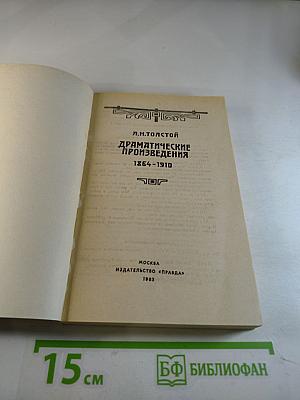 Л.Н.ТОЛСТОЙ
ДРАМАТИЧЕСКИЕ
ПРОИЗВЕДЕНИЯ
1864-1910
МОСКВА
ИЗДАТЕЛЬСТВО «ПРАВДА»
1983
15 см
БФ БИБЛИОФАН